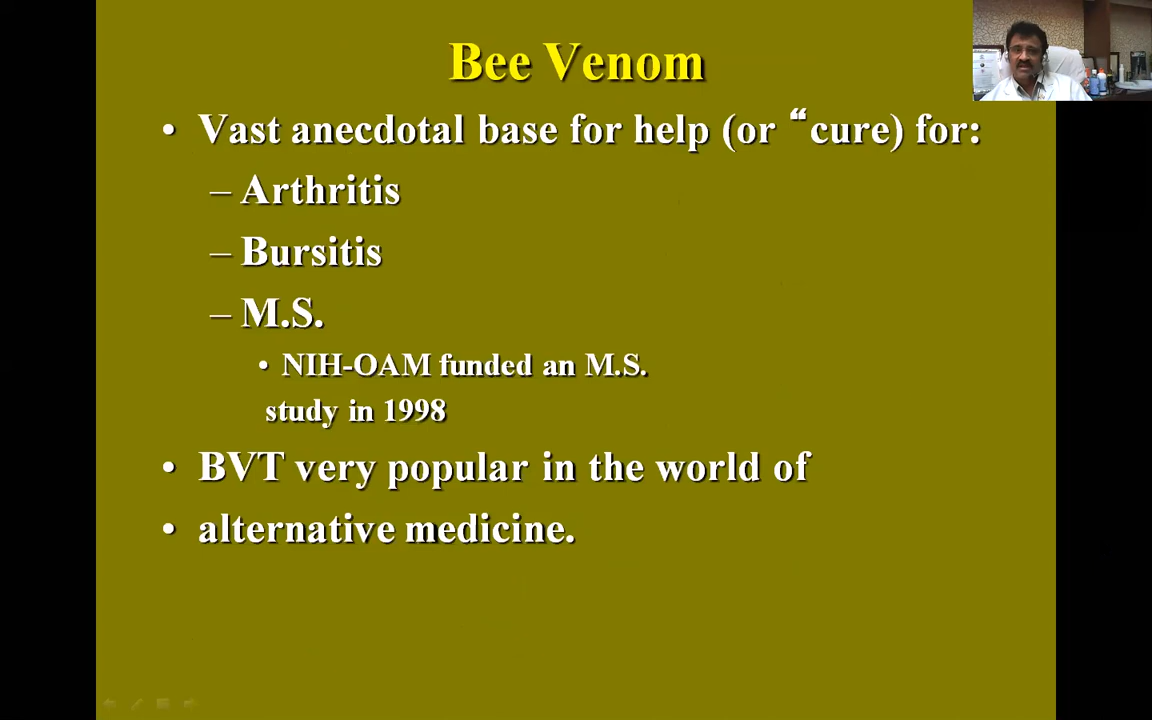 Bee Venom
• Vast anecdotal base for help (or “cure) for:
– Arthritis
– Bursitis
– M.S.
• NIH-OAM funded an M.S.
study in 1998
• BVT very popular in the world of
• alternative medicine.